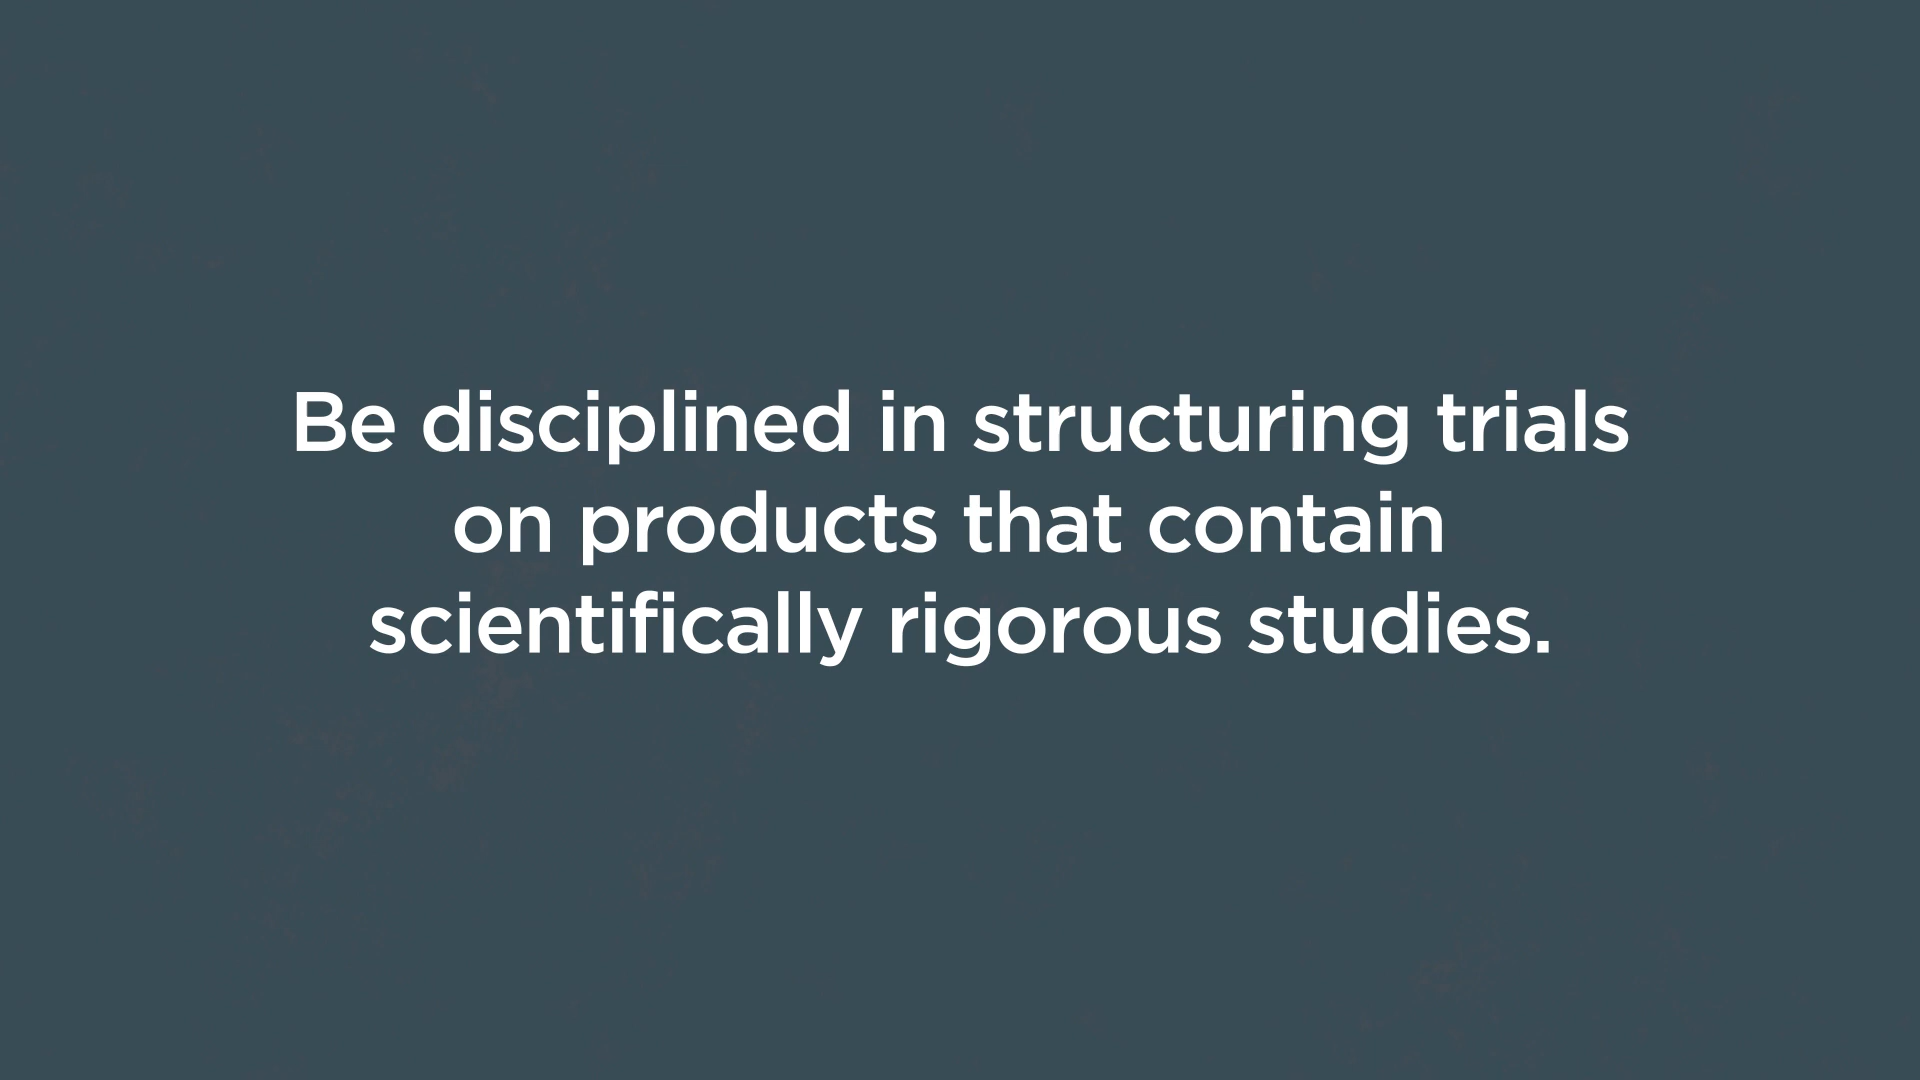 Be disciplined in structuring trials
on products that contain
scientifically rigorous studies.